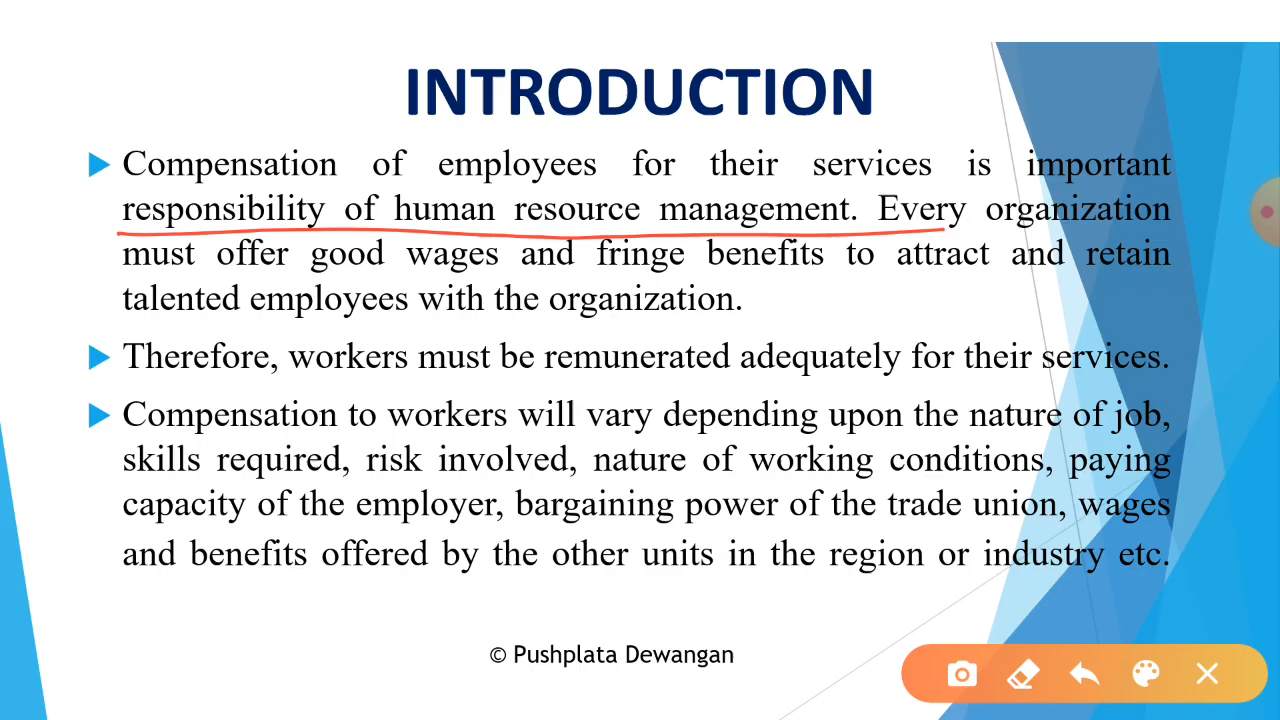 INTRODUCTION
Compensation of employees for their services is important
responsibility of human resource management. Every organization
must offer good wages and fringe benefits to attract and retain
talented employees with the organization.
Therefore, workers must be remunerated adequately for their services.
Compensation to workers will vary depending upon the nature of job,
skills required, risk involved, nature of working conditions, paying
capacity of the employer, bargaining power of the trade union, wages
and benefits offered by the other units in the region or industry etc.
© Pushplata Dewangan